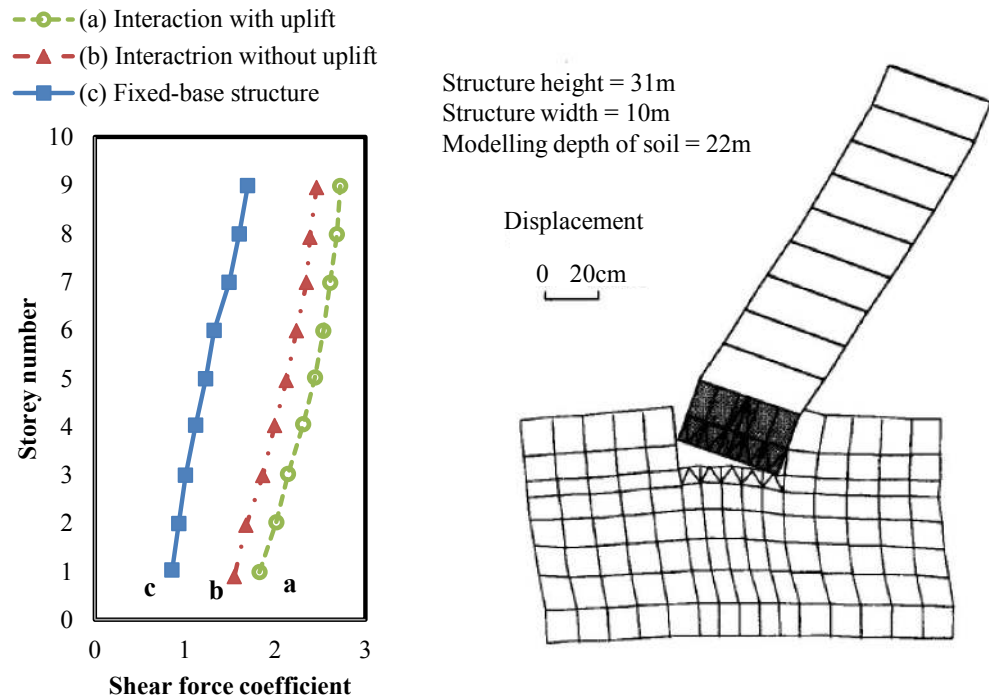 (a) Interaction with uplift
(b) Interactrion without uplift
(c) Fixed-base structure
10
9
8
7
6
5
4
3
2
1
0
Storey number
c
b
a
0 1 2 3
Shear force coefficient
Structure height = 31m
Structure width = 10m
Modelling depth of soil = 22m
Displacement
0 20cm